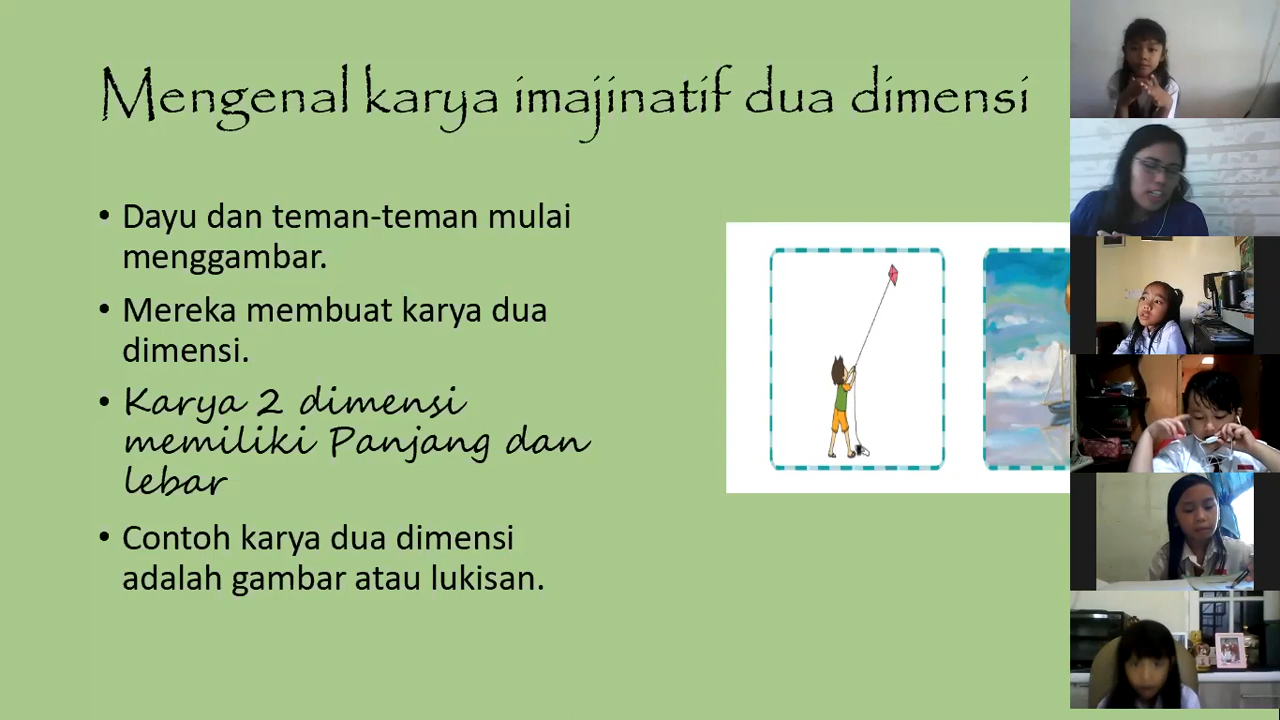 Mengenal karya imajinatif dua dimensi
• Dayu dan teman-teman mulai
menggambar.
• Mereka membuat karya dua
dimensi.
• Karya 2 dimensi
memiliki Panjang dan
lebar
• Contoh karya dua dimensi
adalah gambar atau lukisan.